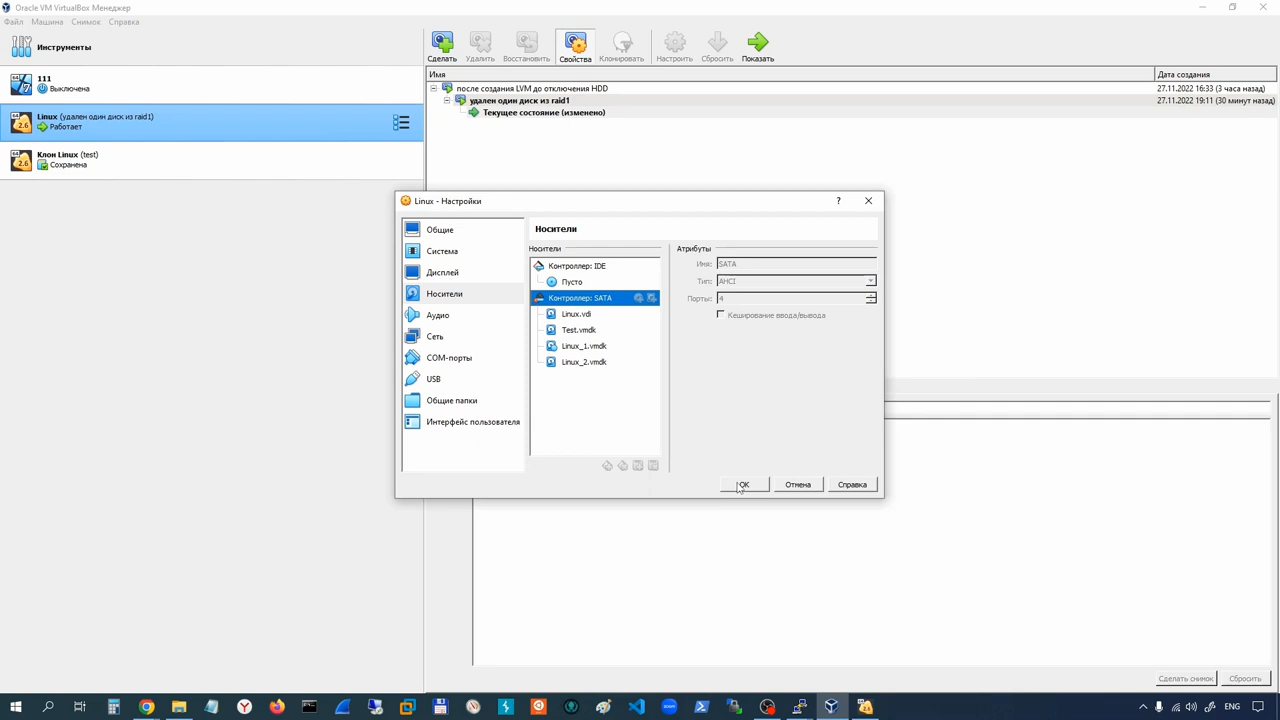 Oracle VM VirtualBox Менеджер
Файл Машина Снимок Справка
Инструменты
Сделать Удалить Восстановить Свойства Клонировать Настроить Сбросить Показать
Имя Дата создания
после создания LVM до отключения HDD 27.11.2022 16:33 (3 часа назад)
удален один диск из raid1 27.11.2022 19:11 (30 минут назад)
Текущее состояние (изменено)
111
Выключена
Linux (удален один диск из raid1)
Работает
Клон Linux (test)
Сохранена
Linux - Настройки
Общие
Система
Дисплей
Носители
Аудио
Сеть
COM-порты
USB
Общие папки
Интерфейс пользователя
Носители
Носители
Контроллер: IDE
Пусто
Контроллер: SATA
Linux.vdi
Test.vmdk
Linux_1.vmdk
Linux_2.vmdk
Атрибуты
Имя: SATA
Тип: AHCI
Порты: 4
Кеширование ввода/вывода
OK Отмена Справка
Сделать снимок Сбросить
ENG